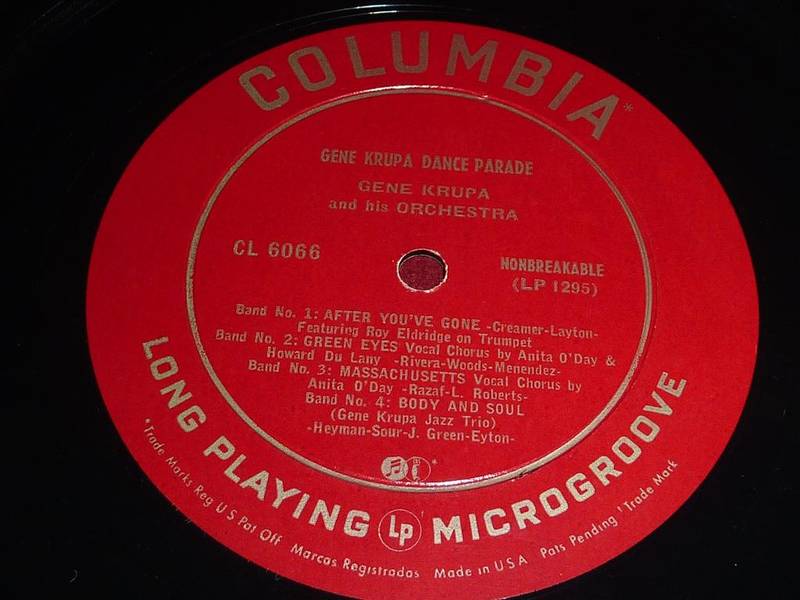 COLUMBIA*
GENE KRUPA DANCE PARADE
GENE KRUPA
and his ORCHESTRA
CL 6066
NONBREAKABLE
(LP 1295)
Band No. 1: AFTER YOU'VE GONE -Creamer-Layton-
Featuring Roy Eldridge on Trumpet
Band No. 2: GREEN EYES Vocal Chorus by Anita O'Day &
Howard Du Lany -Rivera-Woods-Menendez-
Band No. 3: MASSACHUSETTS Vocal Chorus by
Anita O'Day -Razaf-L. Roberts-
Band No. 4: BODY AND SOUL
(Gene Krupa Jazz Trio)
-Heyman-Sour-J. Green-Eyton-
LONG PLAYING Lp MICROGROOVE
*Trade Marks Reg U S Pat Off Marcas Registradas Made in U S A Pats Pending ! Trade Mark